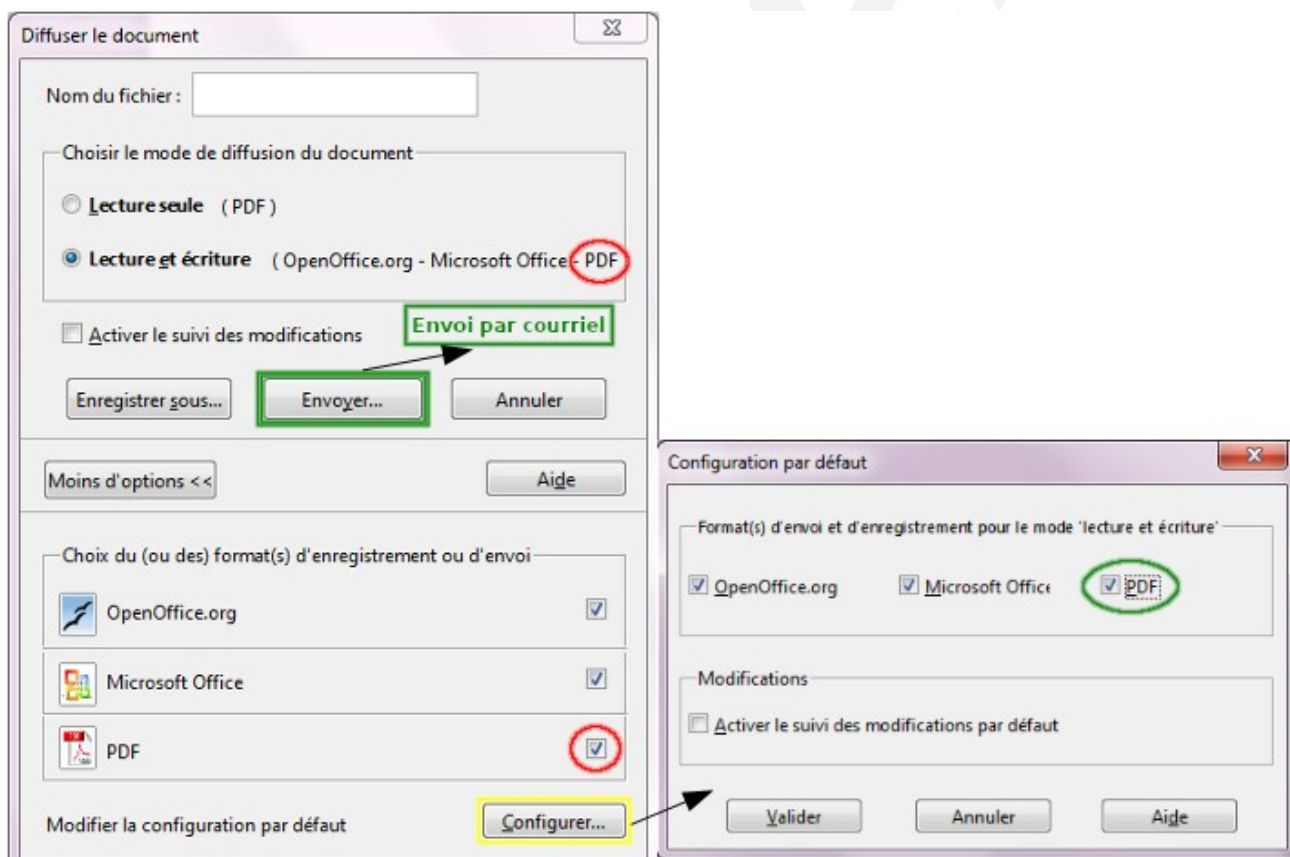 Diffuser le document
Nom du fichier :
Choisir le mode de diffusion du document
Lecture seule ( PDF )
Lecture et écriture ( OpenOffice.org - Microsoft Office - PDF
Activer le suivi des modifications
Envoi par courriel
Enregistrer sous... Envoyer... Annuler
Moins d'options << Aide
Choix du (ou des) format(s) d'enregistrement ou d'envoi
OpenOffice.org
Microsoft Office
PDF
Modifier la configuration par défaut Configurer...
Configuration par défaut
Format(s) d'envoi et d'enregistrement pour le mode 'lecture et écriture'
OpenOffice.org Microsoft Office PDF
Modifications
Activer le suivi des modifications par défaut
Valider Annuler Aide